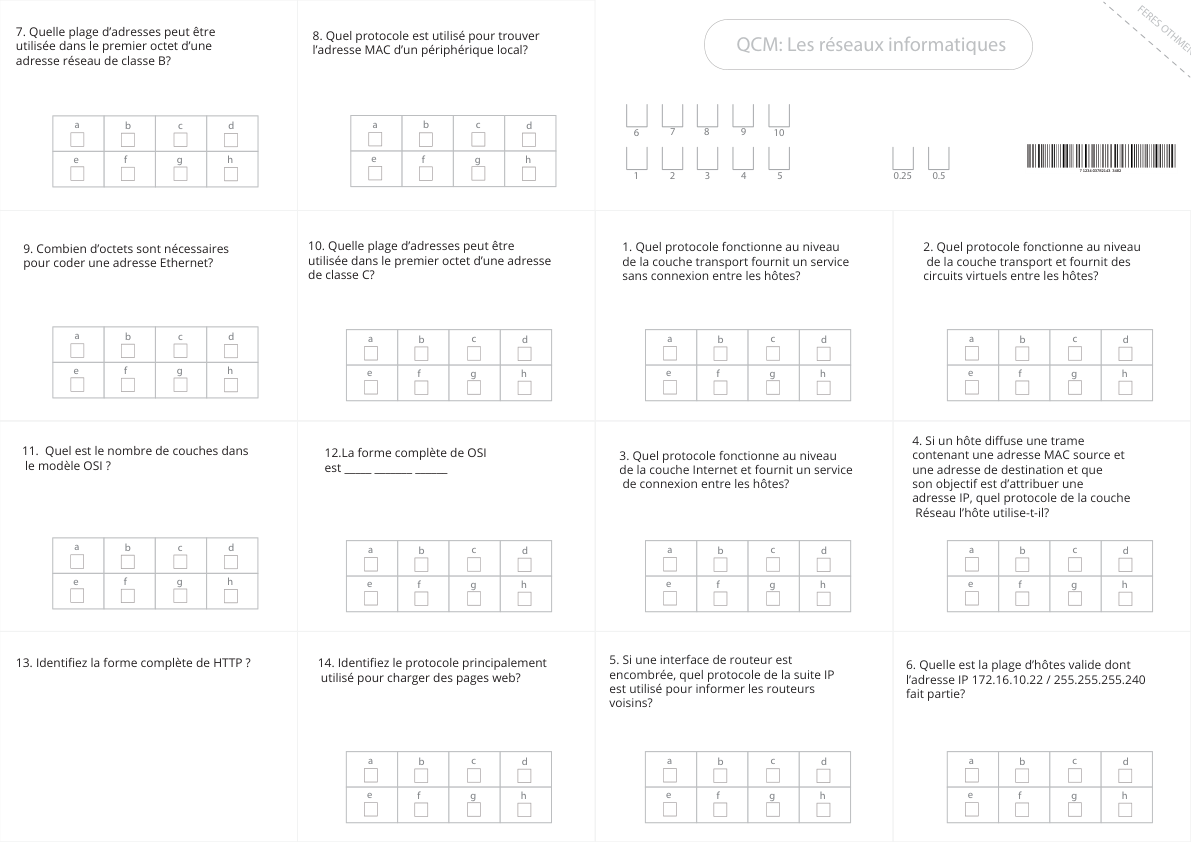 7. Quelle plage d’adresses peut être
utilisée dans le premier octet d’une
adresse réseau de classe B?
a b c d
e f g h
8. Quel protocole est utilisé pour trouver
l’adresse MAC d’un périphérique local?
a b c d
e f g h
QCM: Les réseaux informatiques
FERES OTHMEN
6 7 8 9 10
1 2 3 4 5
0.25 0.5
9. Combien d’octets sont nécessaires
pour coder une adresse Ethernet?
a b c d
e f g h
10. Quelle plage d’adresses peut être
utilisée dans le premier octet d’une adresse
de classe C?
a b c d
e f g h
1. Quel protocole fonctionne au niveau
de la couche transport fournit un service
sans connexion entre les hôtes?
a b c d
e f g h
2. Quel protocole fonctionne au niveau
de la couche transport et fournit des
circuits virtuels entre les hôtes?
a b c d
e f g h
11. Quel est le nombre de couches dans
le modèle OSI ?
a b c d
e f g h
12.La forme complète de OSI
est _____ _______ ______
a b c d
e f g h
3. Quel protocole fonctionne au niveau
de la couche Internet et fournit un service
de connexion entre les hôtes?
a b c d
e f g h
4. Si un hôte diffuse une trame
contenant une adresse MAC source et
une adresse de destination et que
son objectif est d’attribuer une
adresse IP, quel protocole de la couche
Réseau l’hôte utilise-t-il?
a b c d
e f g h
13. Identifiez la forme complète de HTTP ?
14. Identifiez le protocole principalement
utilisé pour charger des pages web?
a b c d
e f g h
5. Si une interface de routeur est
encombrée, quel protocole de la suite IP
est utilisé pour informer les routeurs
voisins?
a b c d
e f g h
6. Quelle est la plage d’hôtes valide dont
l’adresse IP 172.16.10.22 / 255.255.255.240
fait partie?
a b c d
e f g h